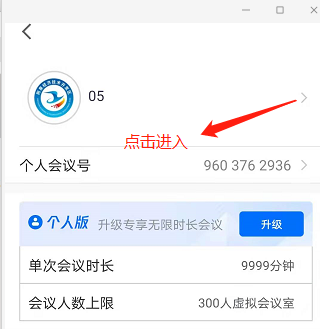 05
点击进入
个人会议号 960 376 2936
个人版 升级专享无限时长会议 升级
单次会议时长 9999分钟
会议人数上限 300人虚拟会议室